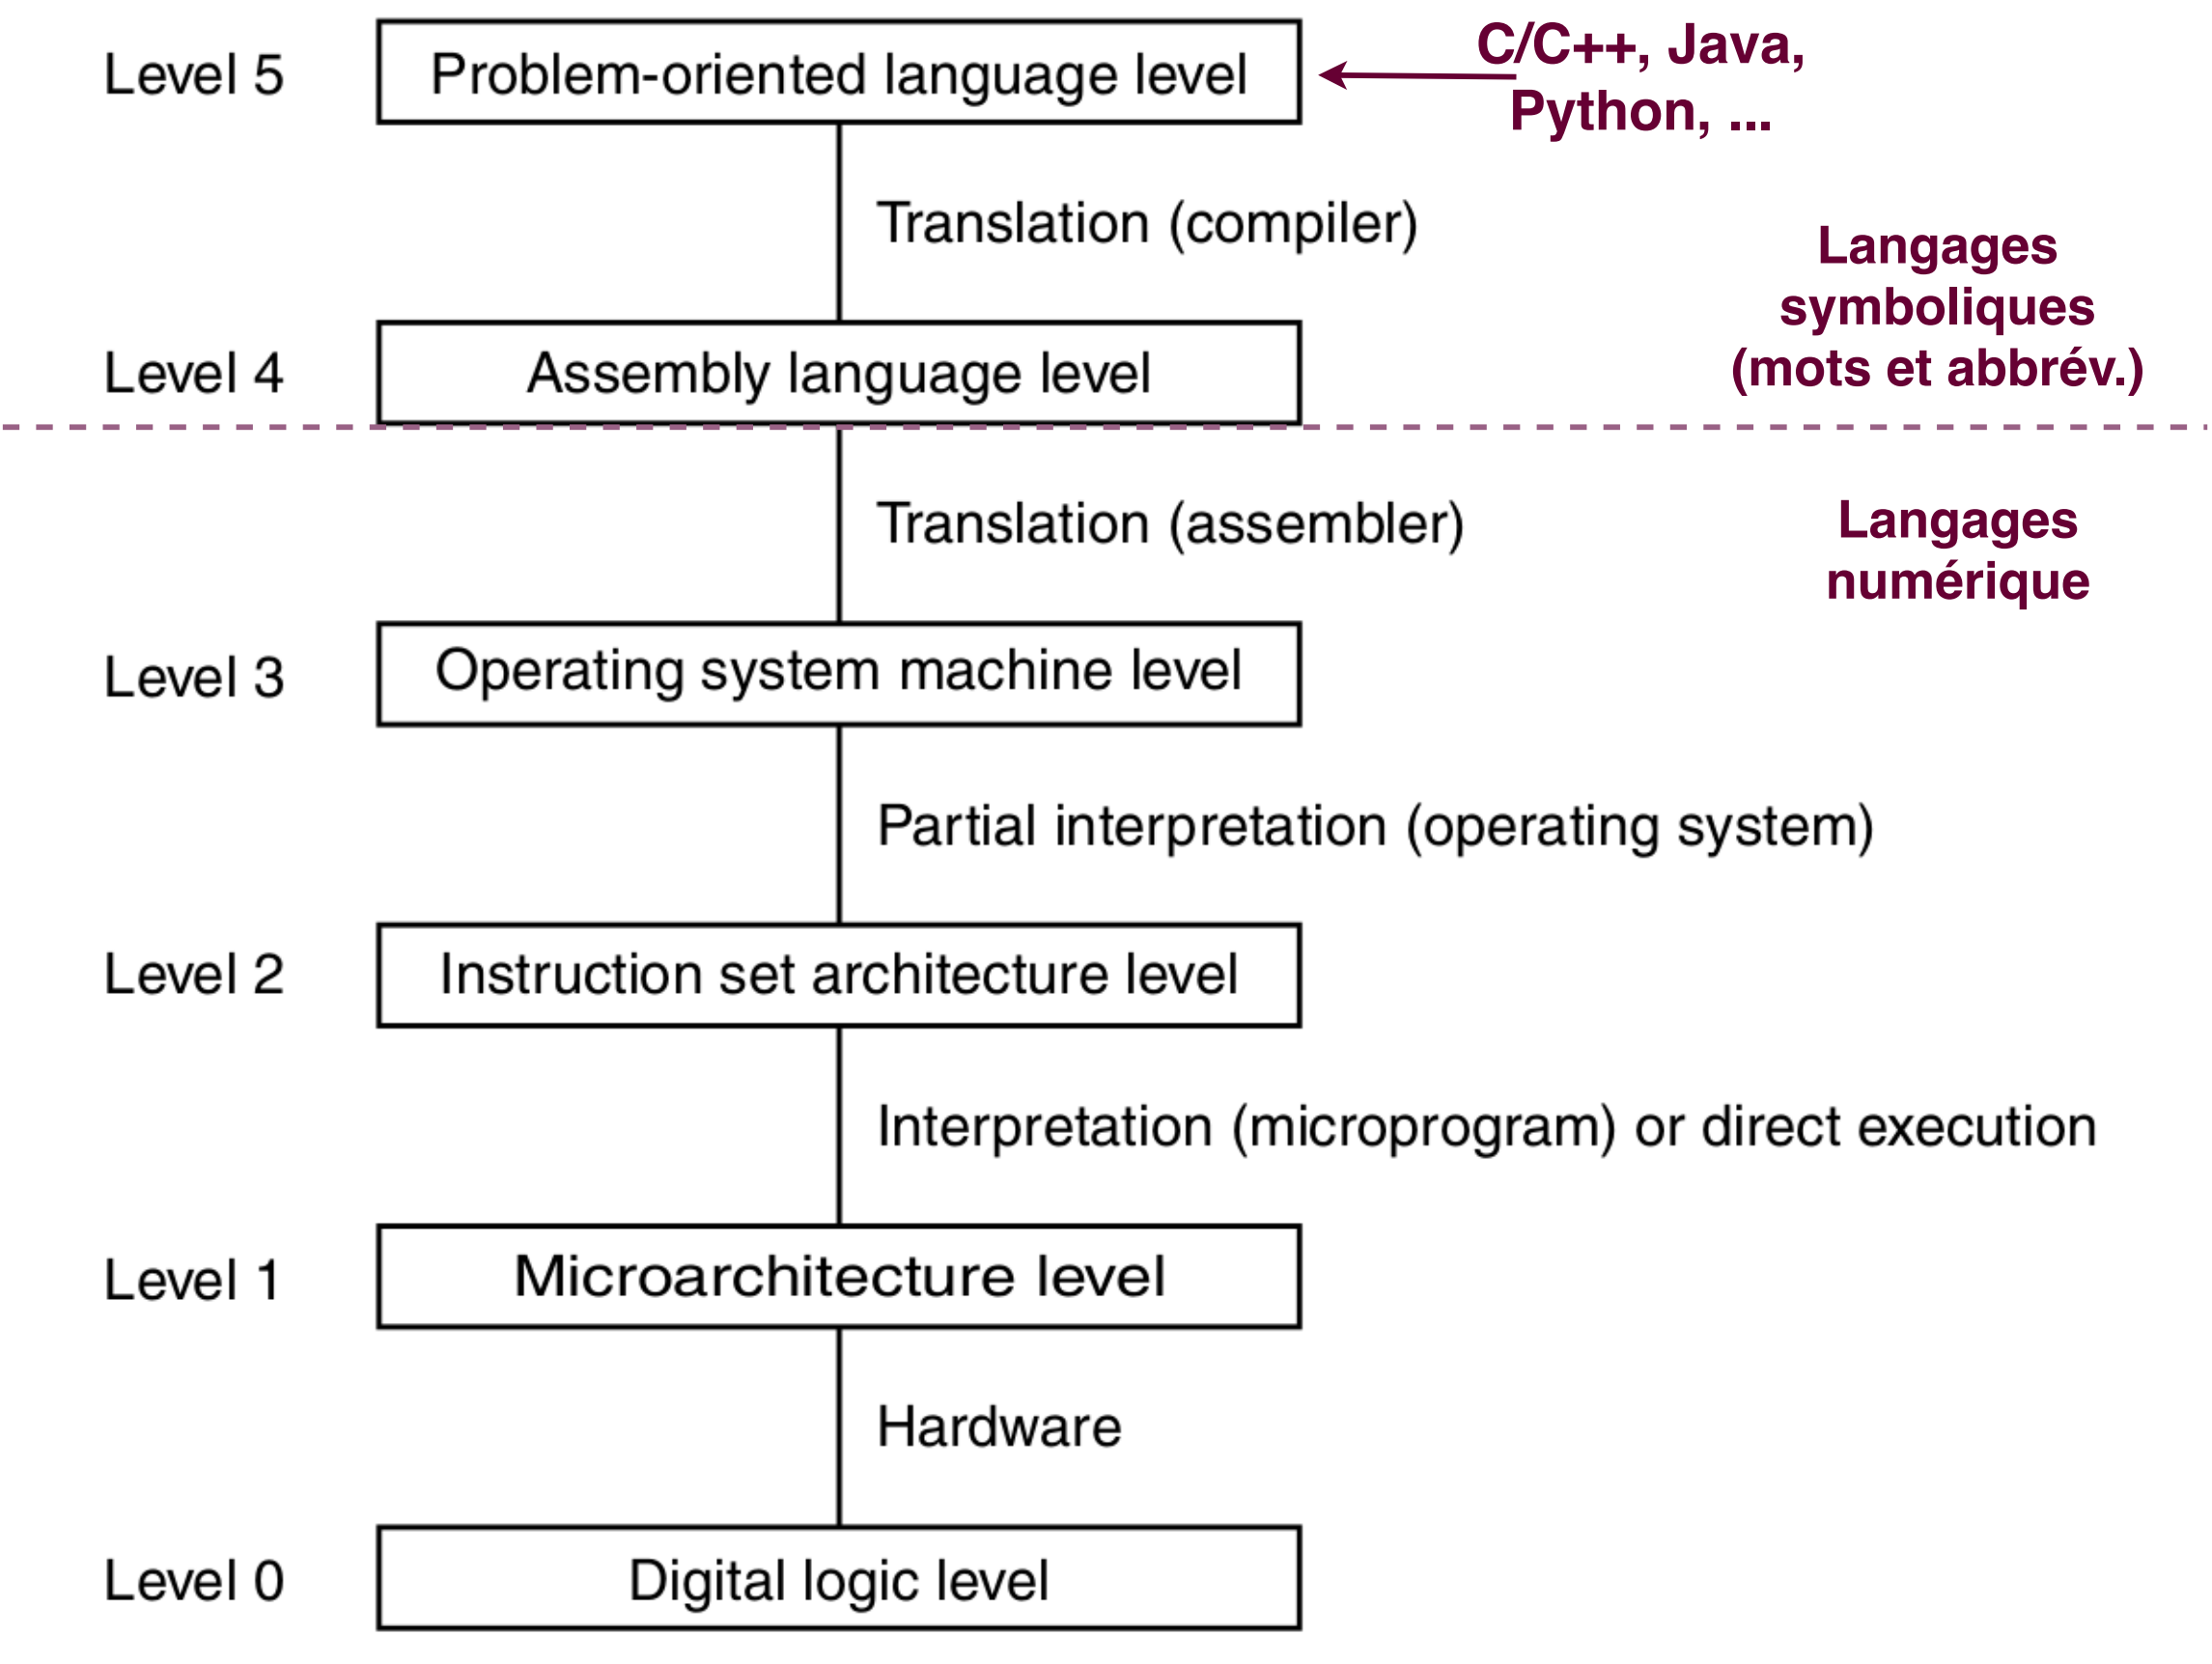 Level 5
Problem-oriented language level
C/C++, Java,
Python, ...
Translation (compiler)
Langages
symboliques
(mots et abbrév.)
Level 4
Assembly language level
Translation (assembler)
Langages
numérique
Level 3
Operating system machine level
Partial interpretation (operating system)
Level 2
Instruction set architecture level
Interpretation (microprogram) or direct execution
Level 1
Microarchitecture level
Hardware
Level 0
Digital logic level